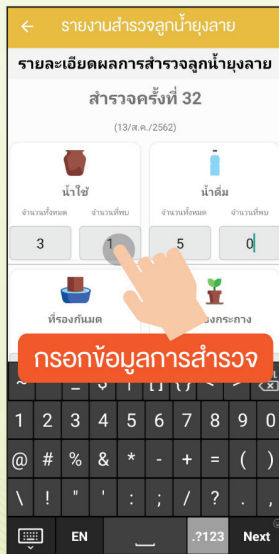 ← รายงานสำรวจลูกน้ำยุงลาย
รายละเอียดผลการสำรวจลูกน้ำยุงลาย
สำรวจครั้งที่ 32
(13/ส.ค./2562)
น้ำใช้ น้ำดื่ม
จำนวนทั้งหมด จำนวนที่พบ จำนวนทั้งหมด จำนวนที่พบ
3 1 5 0
ที่รองกันมด
กรอกข้อมูลการสำรวจ
1 2 3 4 5 6 7 8 9 0
@ # % & * - + = ( )
\ ! " ' : ; / ? . ,
EN .?123 Next